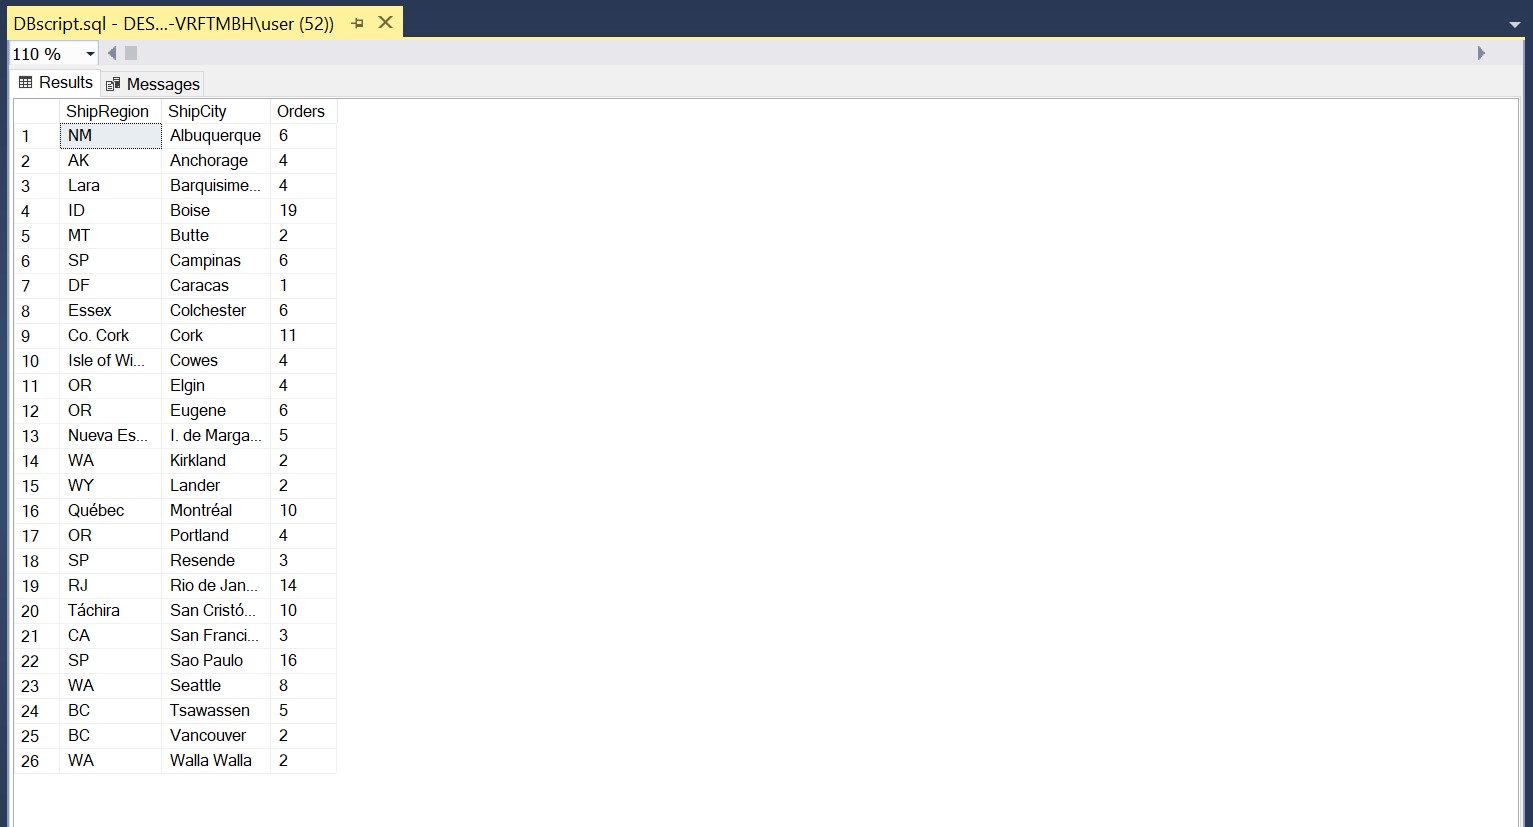 DBscript.sql - DES...-VRFTMBH\user (52))
110 %
Results Messages
ShipRegion ShipCity Orders
1 NM Albuquerque 6
2 AK Anchorage 4
3 Lara Barquisime... 4
4 ID Boise 19
5 MT Butte 2
6 SP Campinas 6
7 DF Caracas 1
8 Essex Colchester 6
9 Co. Cork Cork 11
10 Isle of Wi... Cowes 4
11 OR Elgin 4
12 OR Eugene 6
13 Nueva Es... I. de Marga... 5
14 WA Kirkland 2
15 WY Lander 2
16 Québec Montréal 10
17 OR Portland 4
18 SP Resende 3
19 RJ Rio de Jan... 14
20 Táchira San Cristó... 10
21 CA San Franci... 3
22 SP Sao Paulo 16
23 WA Seattle 8
24 BC Tsawassen 5
25 BC Vancouver 2
26 WA Walla Walla 2